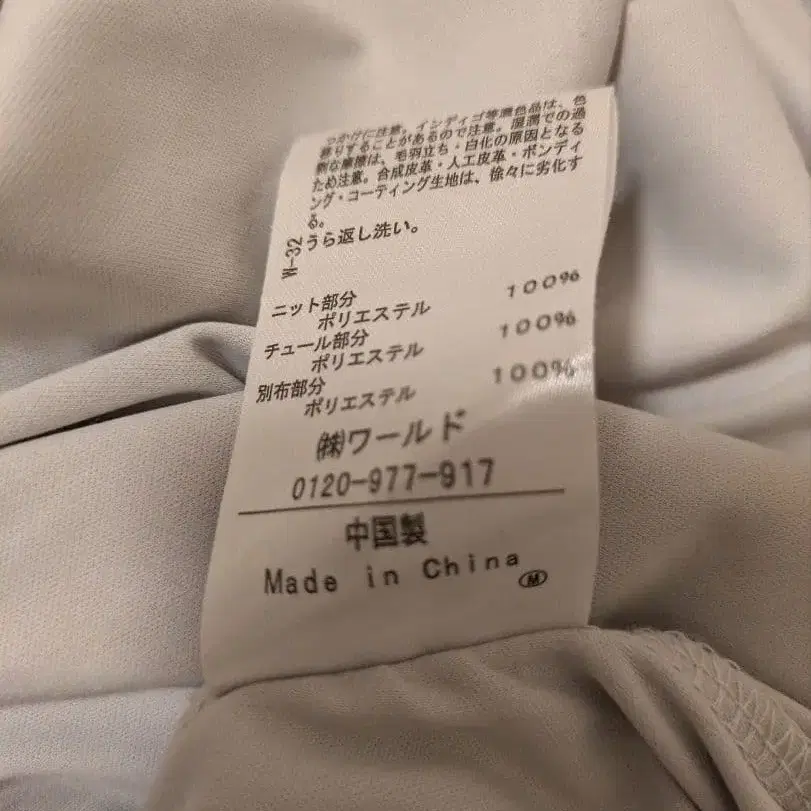 っかけに注意。インディゴ等濃色品は、色
移りすることがあるので注意。湿潤での過
剰な摩擦は、毛羽立ち・白化の原因となる
ため注意。合成皮革・人工皮革・ボンディ
ング・コーティング生地は、徐々に劣化す
る。
W-32
うら返し洗い。
ニット部分
ポリエステル 100%
チュール部分
ポリエステル 100%
別布部分
ポリエステル 100%
㈱ワールド
0120-977-917
中国製
Made in China
M